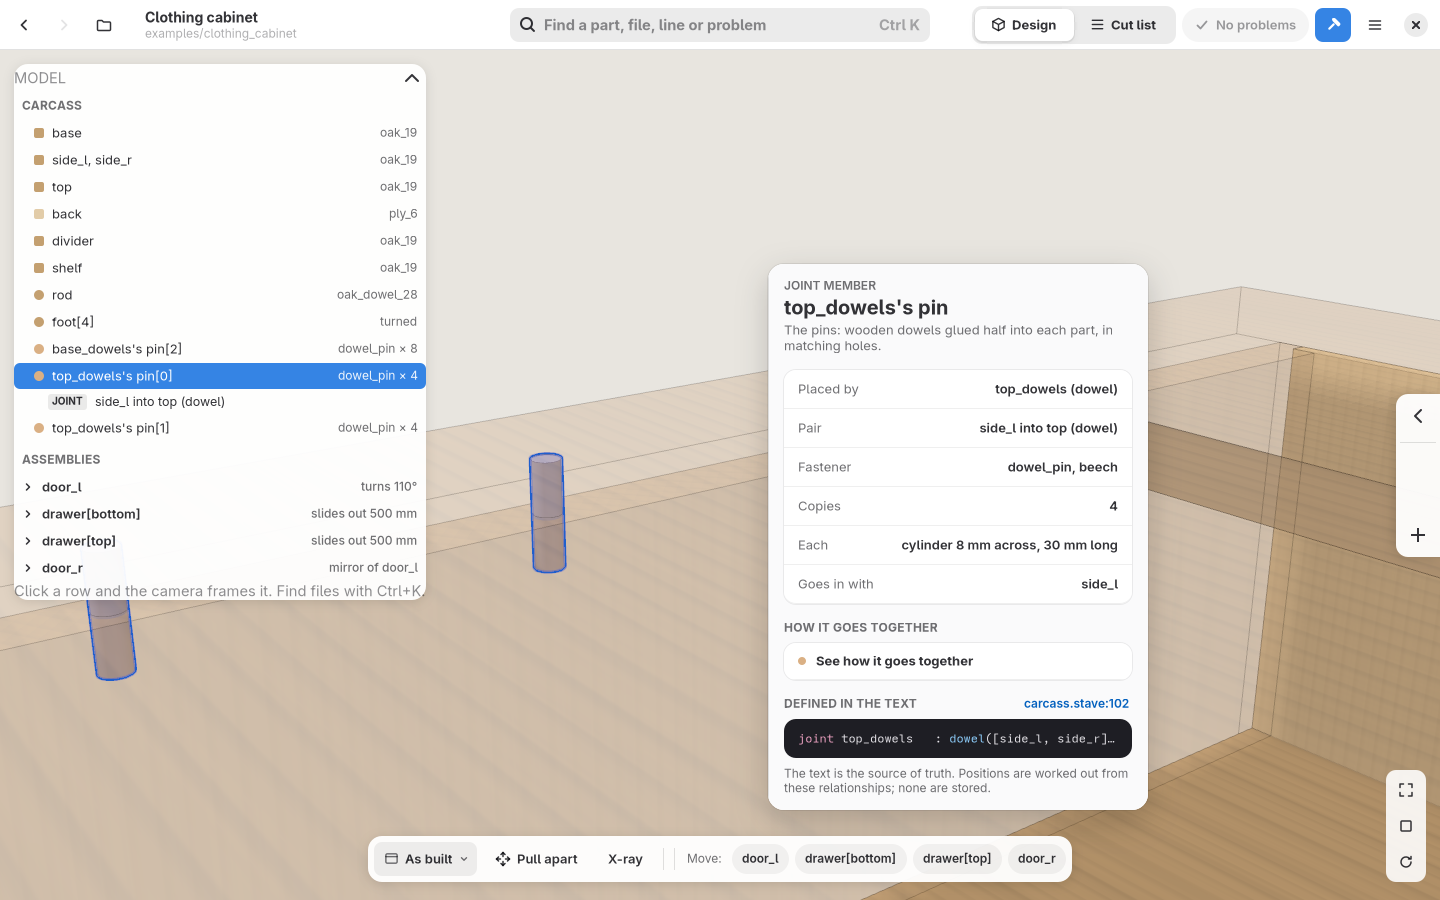 Clothing cabinet
examples/clothing_cabinet
Find a part, file, line or problem
Ctrl K
Design
Cut list
No problems
MODEL
CARCASS
base oak_19
side_l, side_r oak_19
top oak_19
back ply_6
divider oak_19
shelf oak_19
rod oak_dowel_28
foot[4] turned
base_dowels's pin[2] dowel_pin × 8
top_dowels's pin[0] dowel_pin × 4
JOINT side_l into top (dowel)
top_dowels's pin[1] dowel_pin × 4
ASSEMBLIES
door_l turns 110°
drawer[bottom] slides out 500 mm
drawer[top] slides out 500 mm
door_r mirror of door_l
Click a row and the camera frames it. Find files with Ctrl+K.
JOINT MEMBER
top_dowels's pin
The pins: wooden dowels glued half into each part, in
matching holes.
Placed by top_dowels (dowel)
Pair side_l into top (dowel)
Fastener dowel_pin, beech
Copies 4
Each cylinder 8 mm across, 30 mm long
Goes in with side_l
HOW IT GOES TOGETHER
See how it goes together
DEFINED IN THE TEXT carcass.stave:102
joint top_dowels : dowel([side_l, side_r]…
The text is the source of truth. Positions are worked out from
these relationships; none are stored.
As built
Pull apart
X-ray
Move:
door_l
drawer[bottom]
drawer[top]
door_r